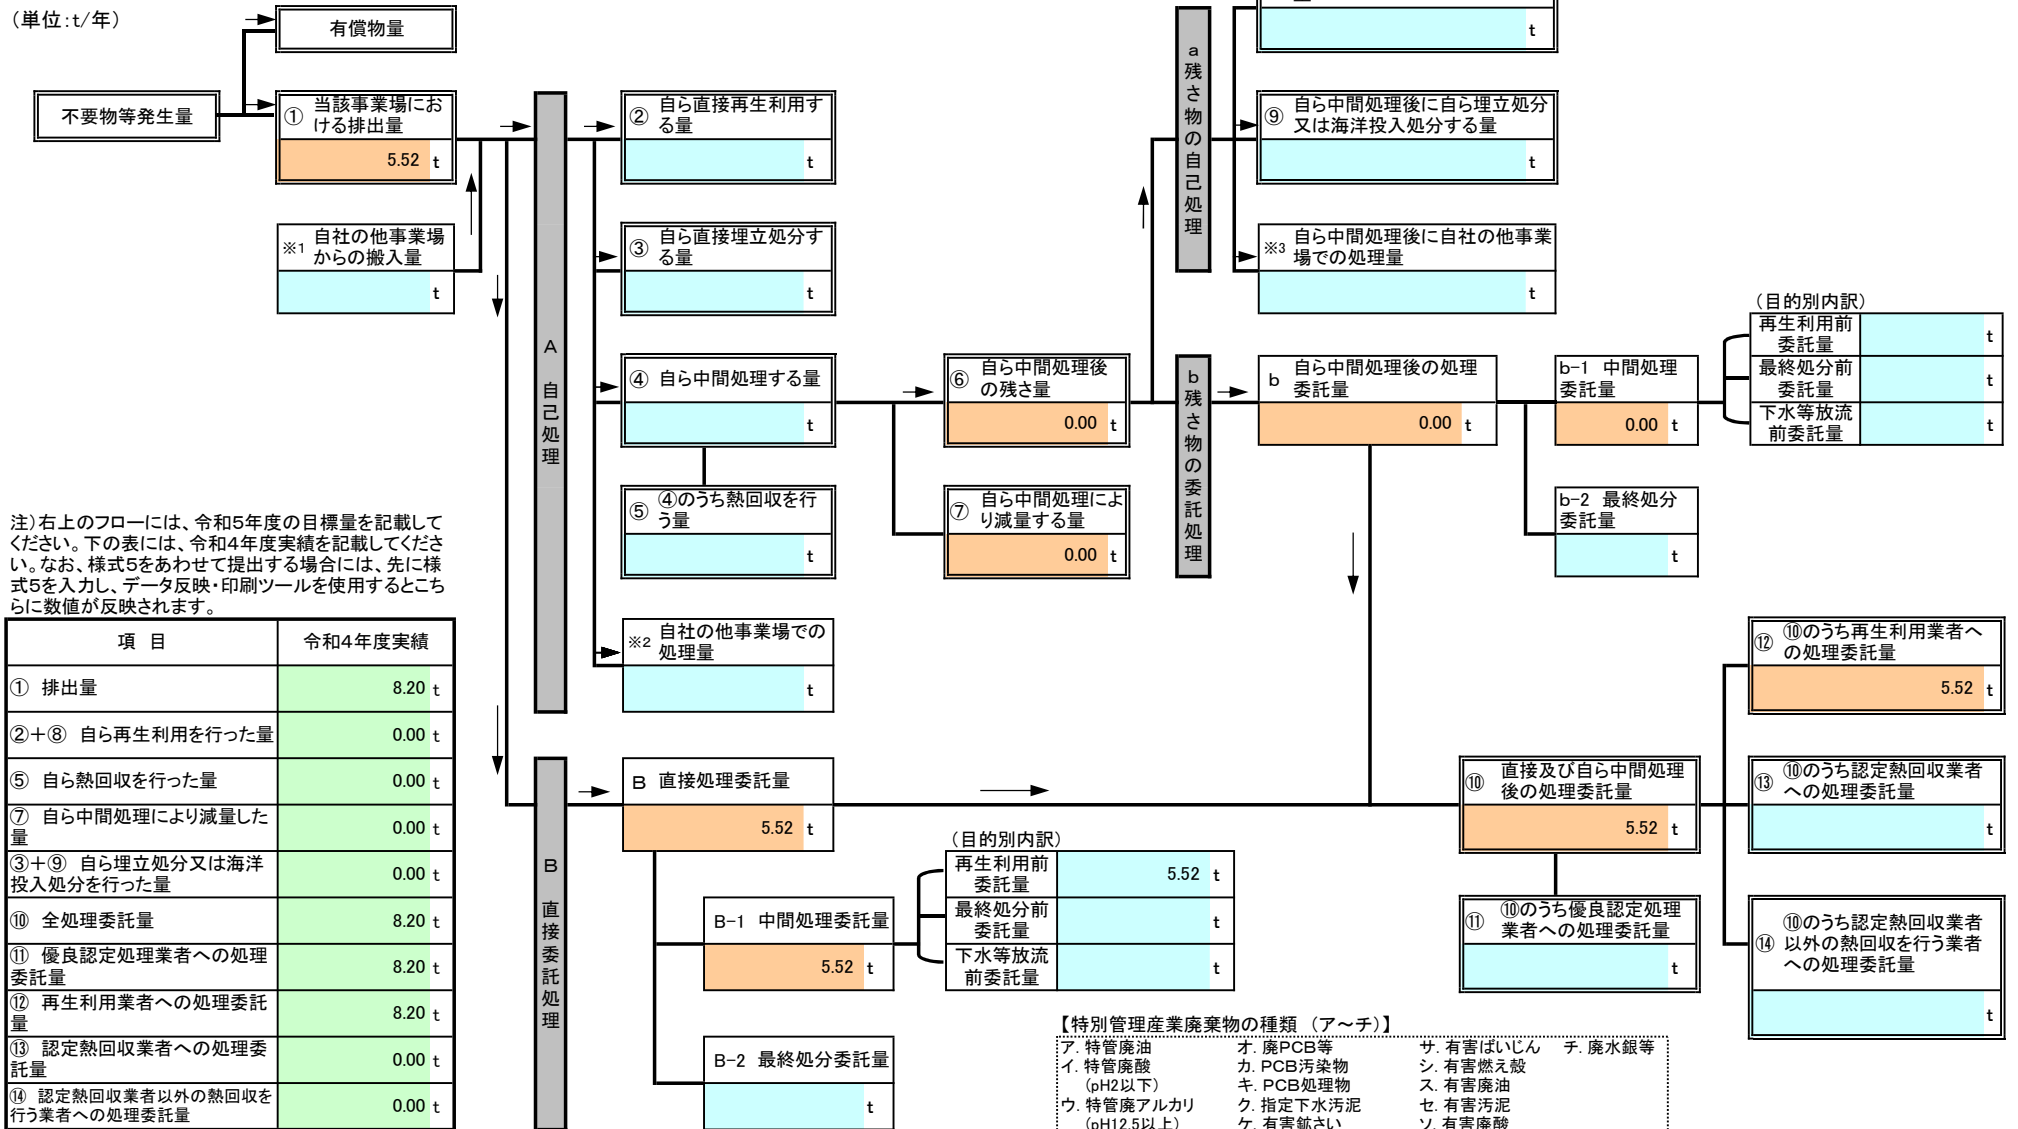 (単位:t/年)
有償物量
不要物等発生量
① 当該事業場における排出量
5.52 t
※1 自社の他事業場からの搬入量
t
A 自己処理
② 自ら直接再生利用する量
t
③ 自ら直接埋立処分する量
t
④ 自ら中間処理する量
t
⑤ ④のうち熱回収を行う量
t
※2 自社の他事業場での処理量
t
⑥ 自ら中間処理後の残さ量
0.00 t
⑦ 自ら中間処理により減量する量
0.00 t
a 残さ物の自己処理
t
⑨ 自ら中間処理後に自ら埋立処分又は海洋投入処分する量
t
※3 自ら中間処理後に自社の他事業場での処理量
t
b 残さ物の委託処理
b 自ら中間処理後の処理委託量
0.00 t
b-1 中間処理委託量
0.00 t
b-2 最終処分委託量
t
(目的別内訳)
再生利用前委託量 t
最終処分前委託量 t
下水等放流前委託量 t
注)右上のフローには、令和5年度の目標量を記載して
ください。下の表には、令和4年度実績を記載してくださ
い。なお、様式5をあわせて提出する場合には、先に様
式5を入力し、データ反映・印刷ツールを使用するとこち
らに数値が反映されます。
項 目 令和4年度実績
① 排出量 8.20 t
②+⑧ 自ら再生利用を行った量 0.00 t
⑤ 自ら熱回収を行った量 0.00 t
⑦ 自ら中間処理により減量した量 0.00 t
③+⑨ 自ら埋立処分又は海洋投入処分を行った量 0.00 t
⑩ 全処理委託量 8.20 t
⑪ 優良認定処理業者への処理委託量 8.20 t
⑫ 再生利用業者への処理委託量 8.20 t
⑬ 認定熱回収業者への処理委託量 0.00 t
⑭ 認定熱回収業者以外の熱回収を行う業者への処理委託量 0.00 t
B 直接委託処理
B 直接処理委託量
5.52 t
B-1 中間処理委託量
5.52 t
B-2 最終処分委託量
t
(目的別内訳)
再生利用前委託量 5.52 t
最終処分前委託量 t
下水等放流前委託量 t
⑩ 直接及び自ら中間処理後の処理委託量
5.52 t
⑪ ⑩のうち優良認定処理業者への処理委託量
t
⑫ ⑩のうち再生利用業者への処理委託量
5.52 t
⑬ ⑩のうち認定熱回収業者への処理委託量
t
⑭ ⑩のうち認定熱回収業者以外の熱回収を行う業者への処理委託量
t
【特別管理産業廃棄物の種類 (ア～チ)】
ア. 特管廃油 オ. 廃PCB等 サ. 有害ばいじん チ. 廃水銀等
イ. 特管廃酸 カ. PCB汚染物 シ. 有害燃え殻
(pH2以下) キ. PCB処理物 ス. 有害廃油
ウ. 特管廃アルカリ ク. 指定下水汚泥 セ. 有害汚泥
(pH12.5以上) ケ. 有害鉱さい ソ. 有害廃酸